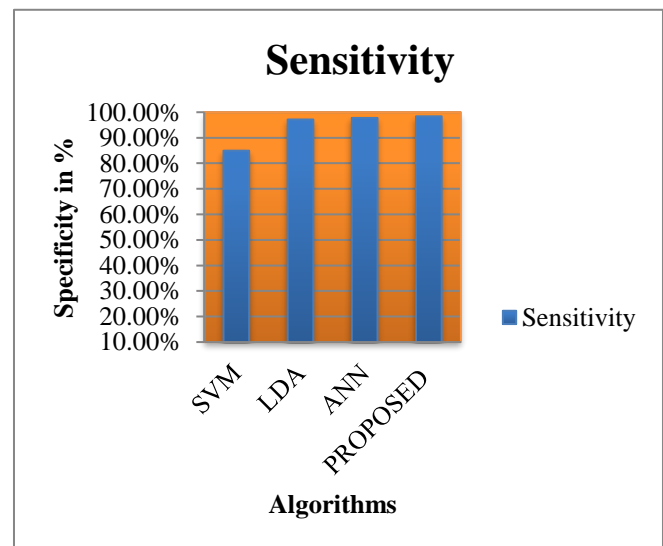 Sensitivity
Specificity in %
100.00%
90.00%
80.00%
70.00%
60.00%
50.00%
40.00%
30.00%
20.00%
10.00%
SVM
LDA
ANN
PROPOSED
Algorithms
Sensitivity